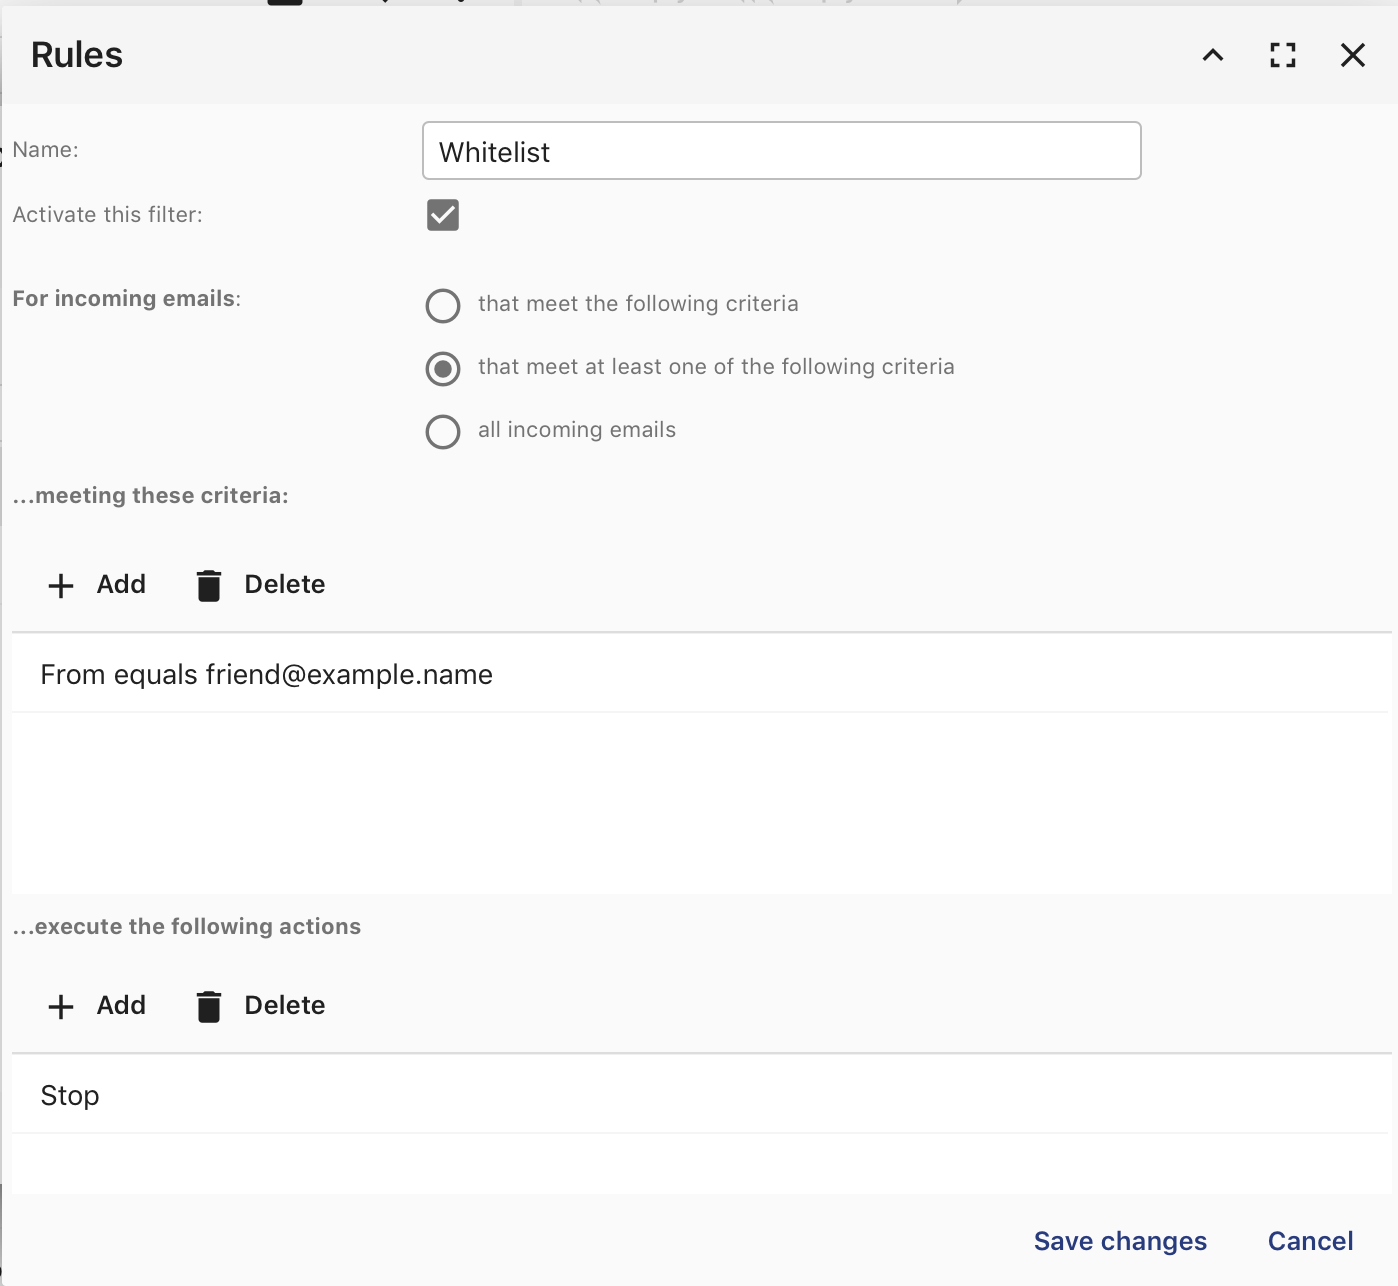 Rules
Name:
Whitelist
Activate this filter:
For incoming emails:
that meet the following criteria
that meet at least one of the following criteria
all incoming emails
...meeting these criteria:
Add Delete
From equals friend@example.name
...execute the following actions
Add Delete
Stop
Save changes Cancel